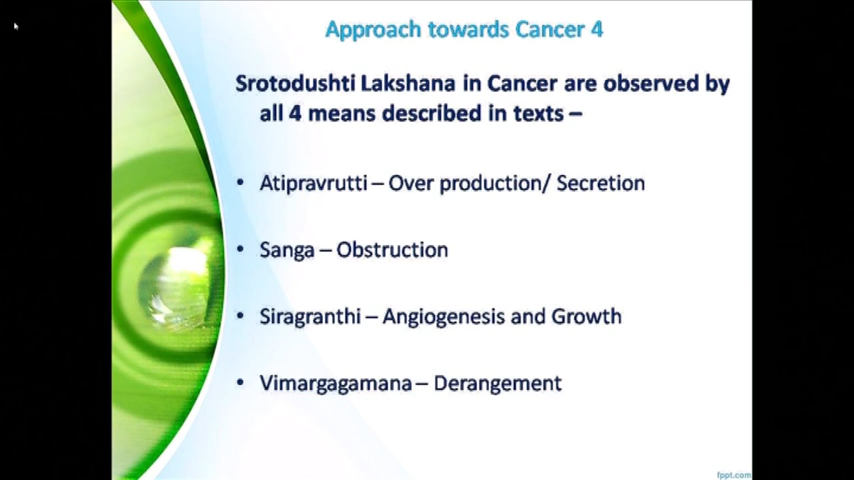 Approach towards Cancer 4
Srotodushti Lakshana in Cancer are observed by
all 4 means described in texts –
• Atipravrutti – Over production/ Secretion
• Sanga – Obstruction
• Siragranthi – Angiogenesis and Growth
• Vimargagamana – Derangement
fppt.com